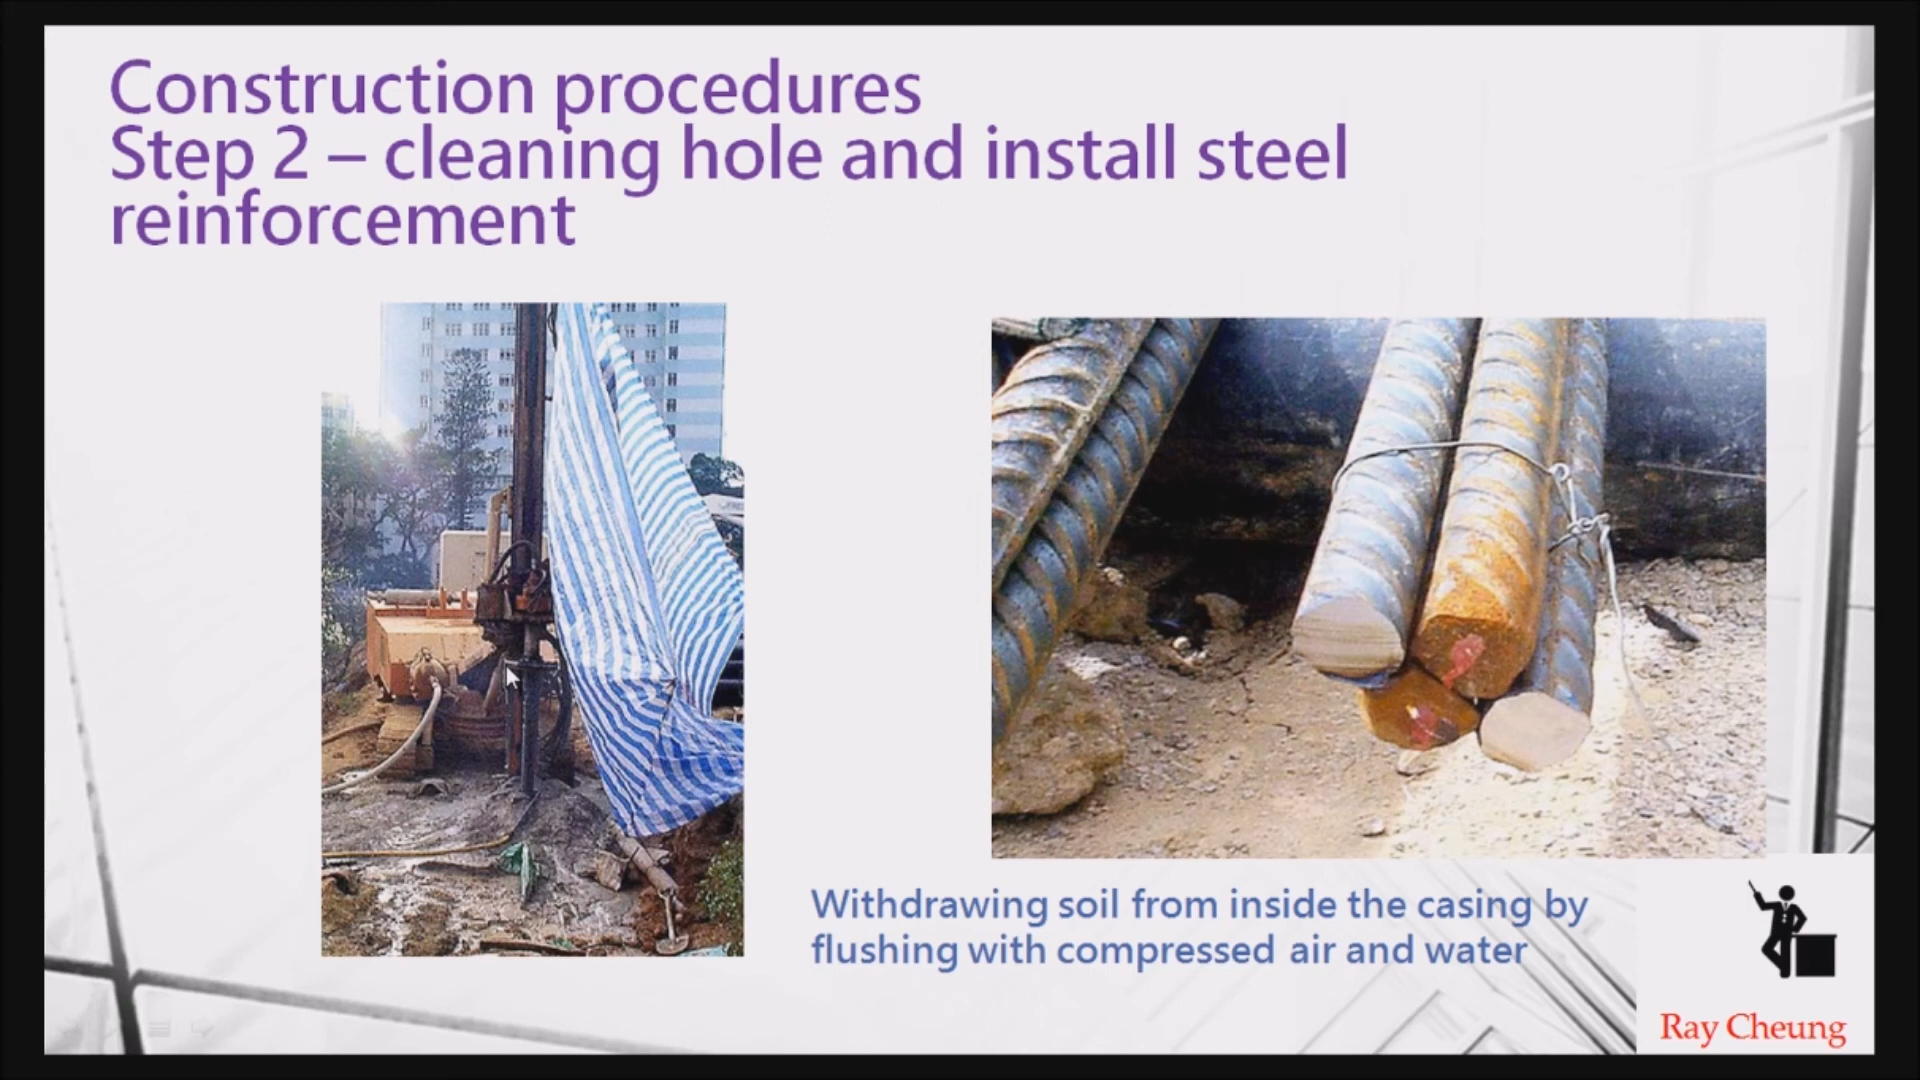 Construction procedures
Step 2 – cleaning hole and install steel
reinforcement
Withdrawing soil from inside the casing by
flushing with compressed air and water
Ray Cheung